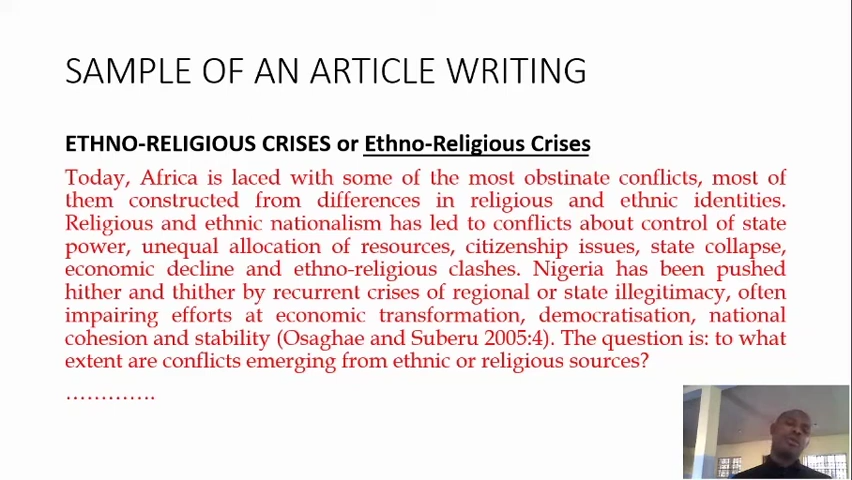 SAMPLE OF AN ARTICLE WRITING
ETHNO-RELIGIOUS CRISES or Ethno-Religious Crises
Today, Africa is laced with some of the most obstinate conflicts, most of
them constructed from differences in religious and ethnic identities.
Religious and ethnic nationalism has led to conflicts about control of state
power, unequal allocation of resources, citizenship issues, state collapse,
economic decline and ethno-religious clashes. Nigeria has been pushed
hither and thither by recurrent crises of regional or state illegitimacy, often
impairing efforts at economic transformation, democratisation, national
cohesion and stability (Osaghae and Suberu 2005:4). The question is: to what
extent are conflicts emerging from ethnic or religious sources?
………….